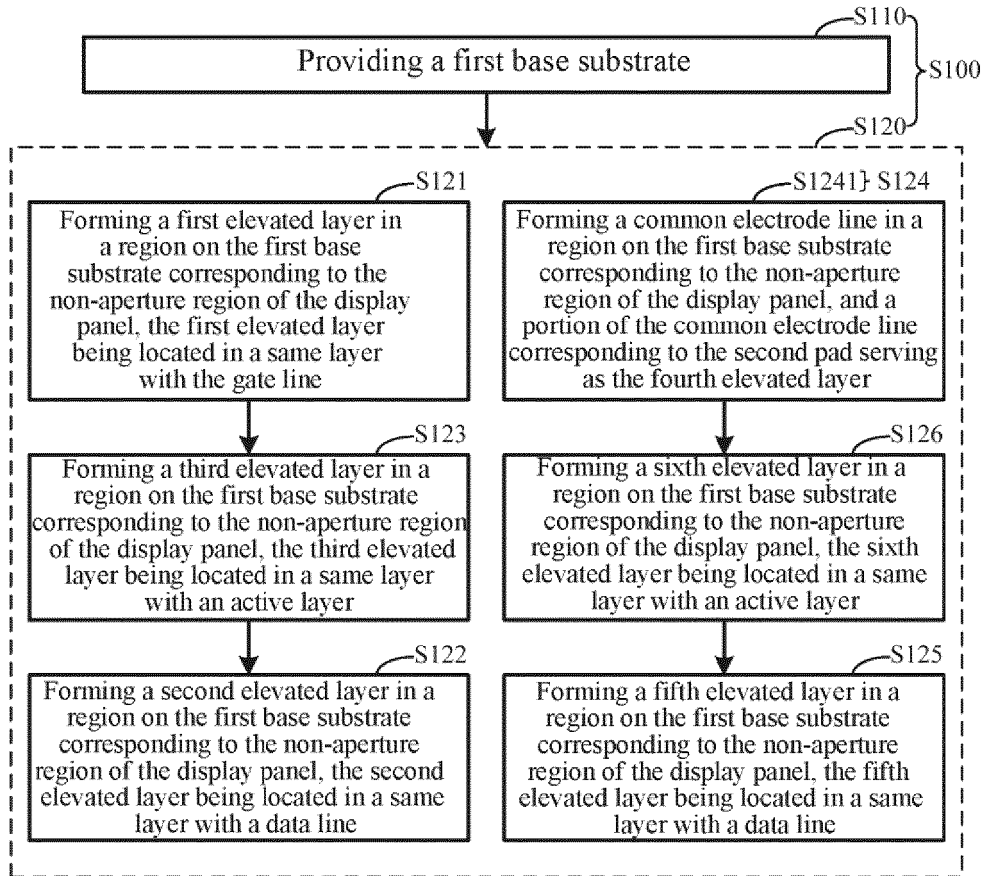 S110
Providing a first base substrate
S100
S120
S121
Forming a first elevated layer in
a region on the first base
substrate corresponding to the
non-aperture region of the display
panel, the first elevated layer
being located in a same layer
with the gate line
S1241} S124
Forming a common electrode line in a
region on the first base substrate
corresponding to the non-aperture
region of the display panel, and a
portion of the common electrode line
corresponding to the second pad serving
as the fourth elevated layer
S123
Forming a third elevated layer in a
region on the first base substrate
corresponding to the non-aperture region
of the display panel, the third elevated
layer being located in a same layer
with an active layer
S126
Forming a sixth elevated layer in a
region on the first base substrate
corresponding to the non-aperture
region of the display panel, the sixth
elevated layer being located in a same
layer with an active layer
S122
Forming a second elevated layer in a
region on the first base substrate
corresponding to the non-aperture
region of the display panel, the second
elevated layer being located in a same
layer with a data line
S125
Forming a fifth elevated layer in a
region on the first base substrate
corresponding to the non-aperture
region of the display panel, the fifth
elevated layer being located in a same
layer with a data line